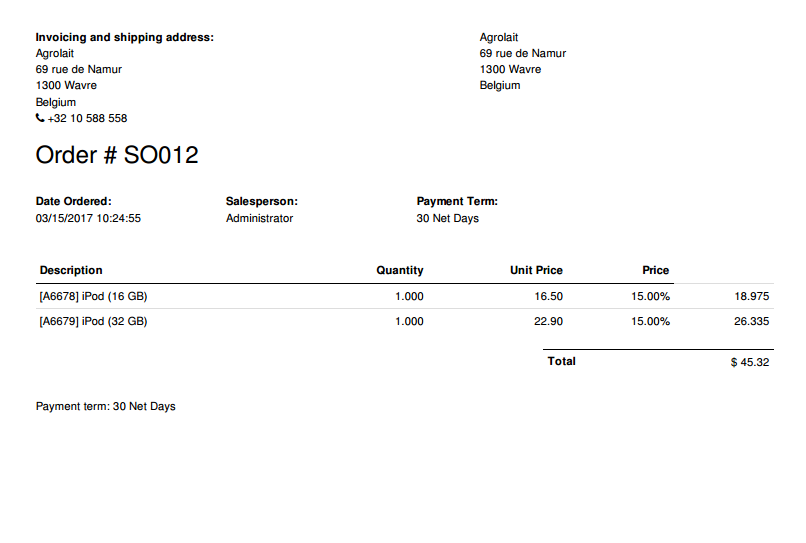 Invoicing and shipping address:
Agrolait
69 rue de Namur
1300 Wavre
Belgium
+32 10 588 558
Agrolait
69 rue de Namur
1300 Wavre
Belgium
Order # SO012
Date Ordered: Salesperson: Payment Term:
03/15/2017 10:24:55 Administrator 30 Net Days
Description Quantity Unit Price Price
[A6678] iPod (16 GB) 1.000 16.50 15.00% 18.975
[A6679] iPod (32 GB) 1.000 22.90 15.00% 26.335
Total $ 45.32
Payment term: 30 Net Days